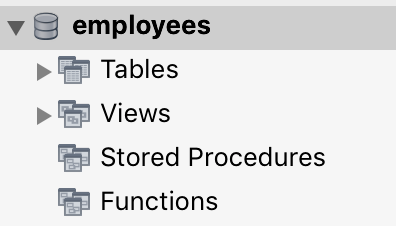 employees
Tables
Views
Stored Procedures
Functions